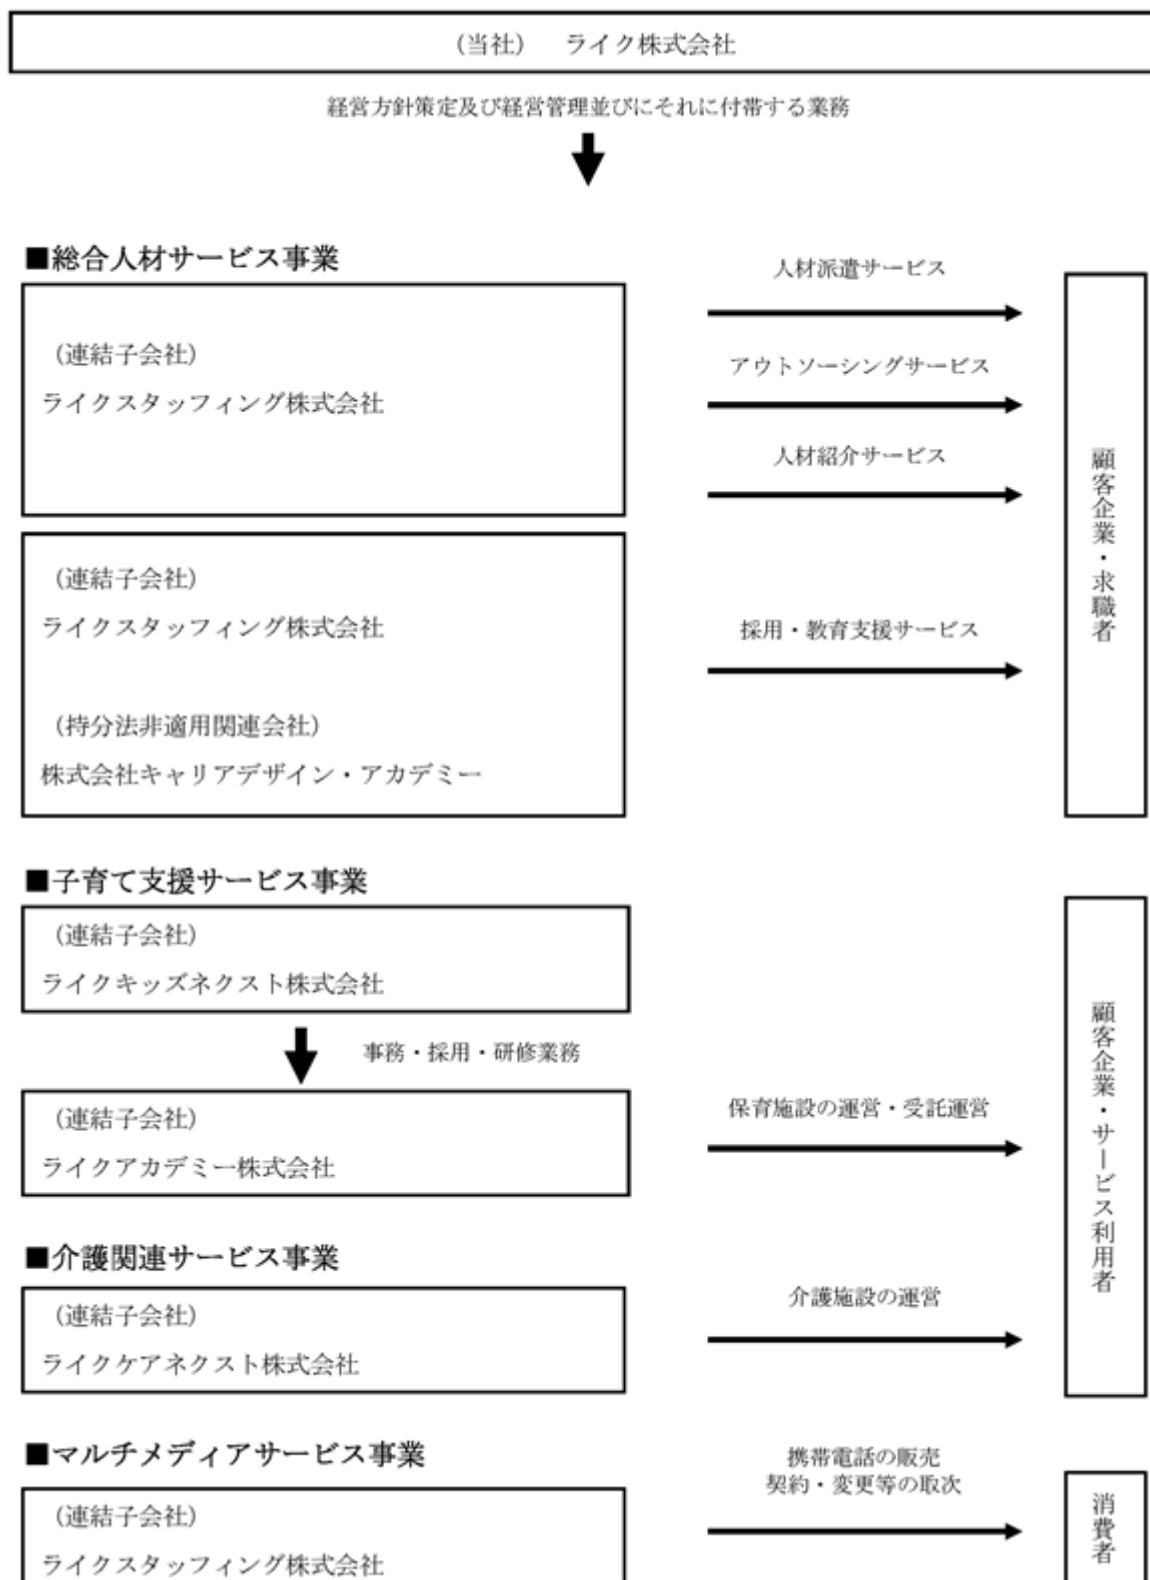 (当社) ライク株式会社
経営方針策定及び経営管理並びにそれに付帯する業務
■総合人材サービス事業
(連結子会社)
ライクスタッフィング株式会社
人材派遣サービス
アウトソーシングサービス
人材紹介サービス
(連結子会社)
ライクスタッフィング株式会社
(持分法非適用関連会社)
株式会社キャリアデザイン・アカデミー
採用・教育支援サービス
顧客企業・求職者
■子育て支援サービス事業
(連結子会社)
ライクキッズネクスト株式会社
事務・採用・研修業務
(連結子会社)
ライクアカデミー株式会社
保育施設の運営・受託運営
■介護関連サービス事業
(連結子会社)
ライクケアネクスト株式会社
介護施設の運営
顧客企業・サービス利用者
■マルチメディアサービス事業
(連結子会社)
ライクスタッフィング株式会社
携帯電話の販売
契約・変更等の取次
消費者